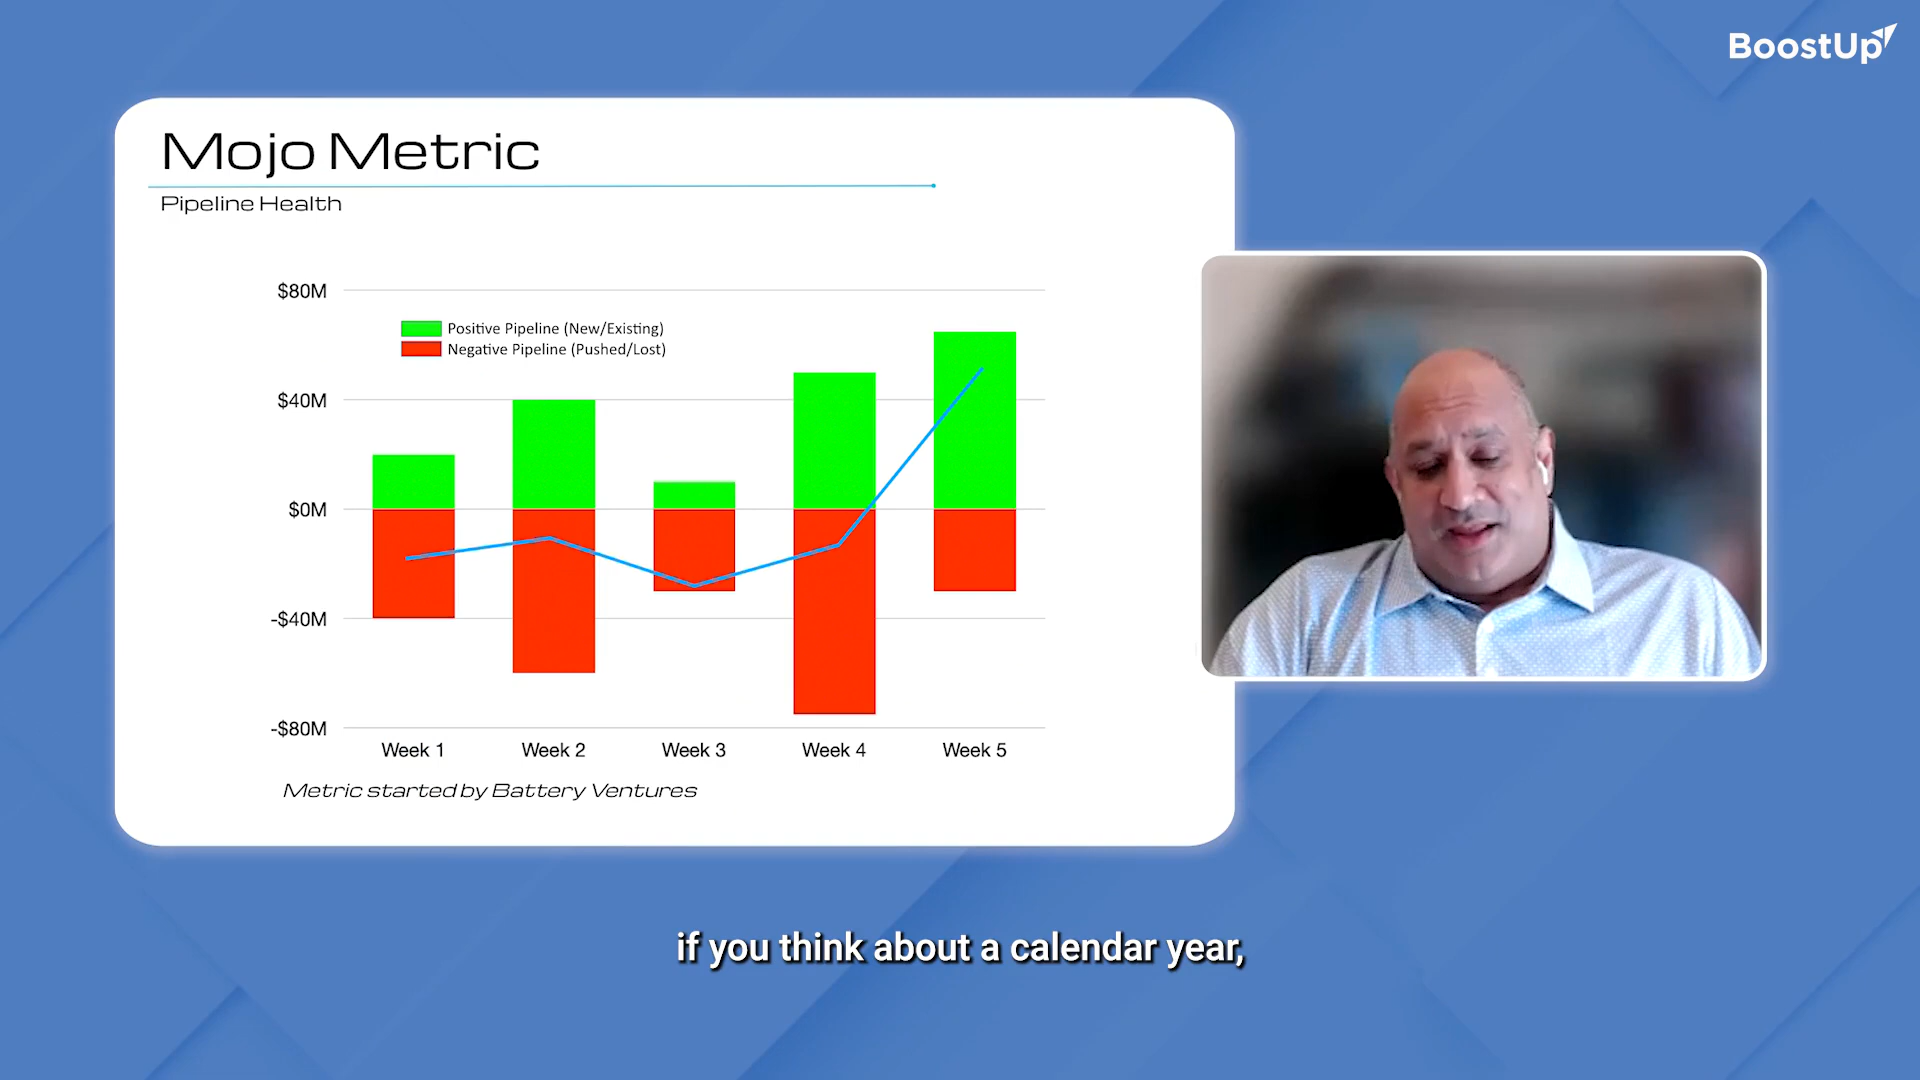 BoostUp
Mojo Metric
Pipeline Health
$80M
Positive Pipeline (New/Existing)
Negative Pipeline (Pushed/Lost)
$40M
$0M
-$40M
-$80M
Week 1 Week 2 Week 3 Week 4 Week 5
Metric started by Battery Ventures
if you think about a calendar year,